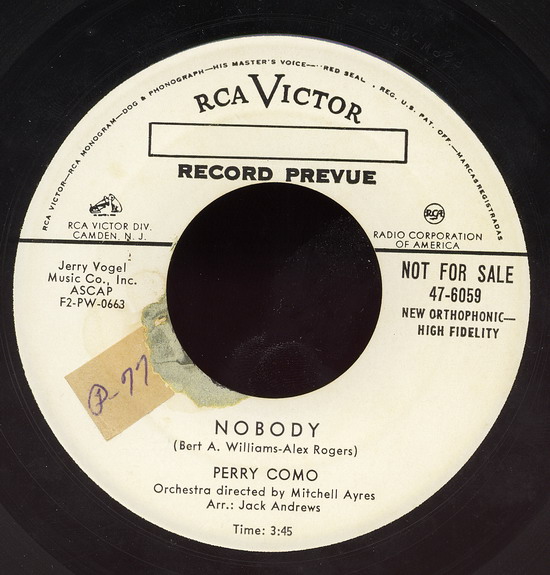 RCA VICTOR—RCA MONOGRAM—DOG & PHONOGRAPH—HIS MASTER'S VOICE—RED SEAL. REG. U.S. PAT. OFF.—MARCAS REGISTRADAS
RCA VICTOR
RECORD PREVUE
RCA VICTOR DIV.
CAMDEN, N. J.
RCA
RADIO CORPORATION
OF AMERICA
Jerry Vogel
Music Co., Inc.
ASCAP
F2-PW-0663
NOT FOR SALE
47-6059
NEW ORTHOPHONIC—
HIGH FIDELITY
P-77
NOBODY
(Bert A. Williams-Alex Rogers)
PERRY COMO
Orchestra directed by Mitchell Ayres
Arr.: Jack Andrews
Time: 3:45